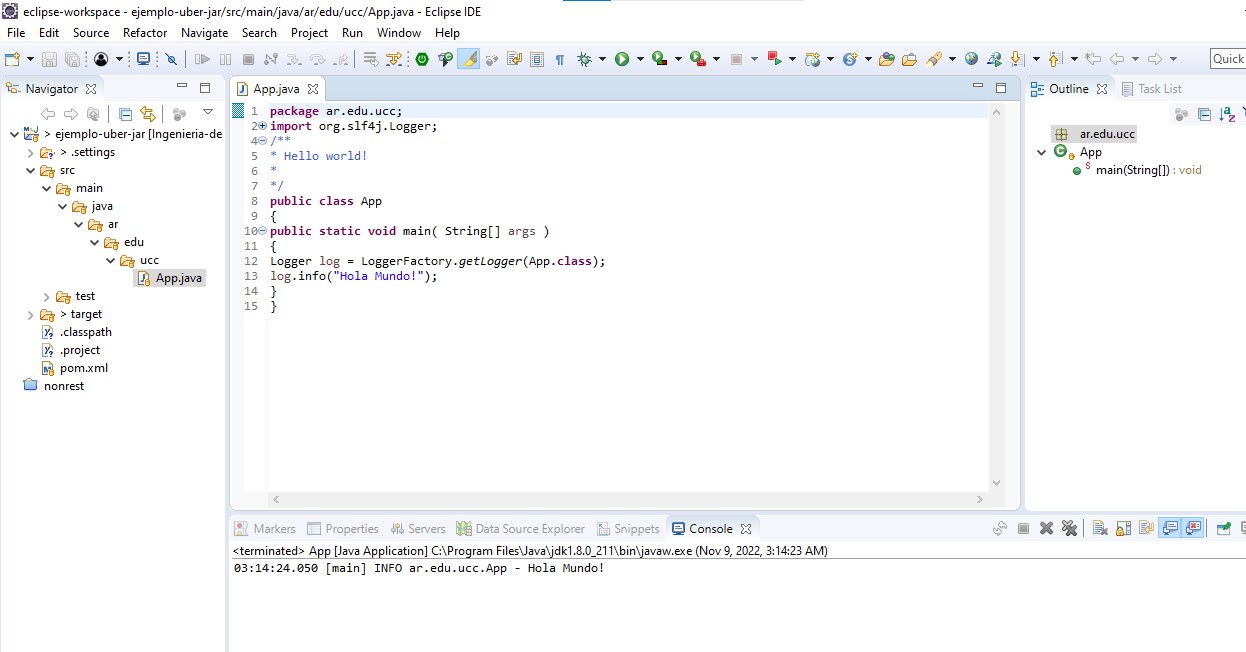 eclipse-workspace - ejemplo-uber-jar/src/main/java/ar/edu/ucc/App.java - Eclipse IDE
File Edit Source Refactor Navigate Search Project Run Window Help
Quick
Navigator
> ejemplo-uber-jar [Ingenieria-de
> .settings
src
main
java
ar
edu
ucc
App.java
test
> target
.classpath
.project
pom.xml
nonrest
App.java
1 package ar.edu.ucc;
2 import org.slf4j.Logger;
4 /**
5 * Hello world!
6 *
7 */
8 public class App
9 {
10 public static void main( String[] args )
11 {
12 Logger log = LoggerFactory.getLogger(App.class);
13 log.info("Hola Mundo!");
14 }
15 }
Outline Task List
ar.edu.ucc
App
main(String[]) : void
Markers Properties Servers Data Source Explorer Snippets Console
<terminated> App [Java Application] C:\Program Files\Java\jdk1.8.0_211\bin\javaw.exe (Nov 9, 2022, 3:14:23 AM)
03:14:24.050 [main] INFO ar.edu.ucc.App - Hola Mundo!